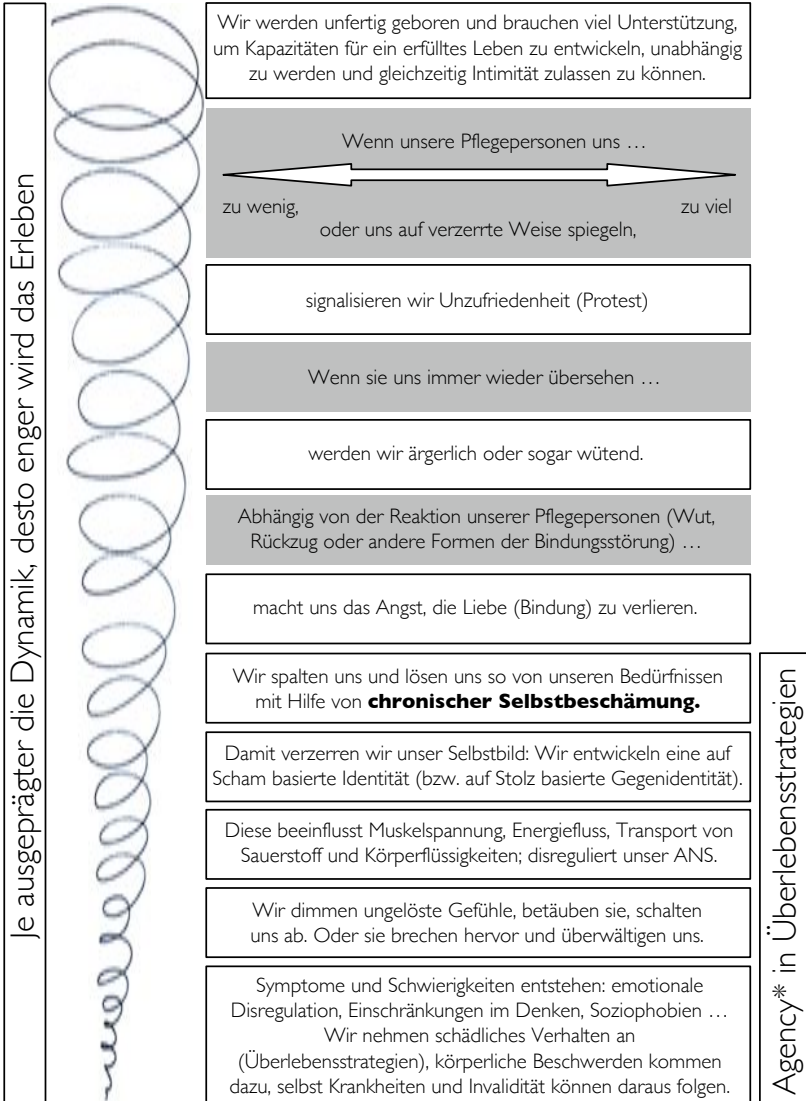 Je ausgeprägter die Dynamik, desto enger wird das Erleben
Wir werden unfertig geboren und brauchen viel Unterstützung,
um Kapazitäten für ein erfülltes Leben zu entwickeln, unabhängig
zu werden und gleichzeitig Intimität zulassen zu können.
Wenn unsere Pflegepersonen uns …
zu wenig, zu viel
oder uns auf verzerrte Weise spiegeln,
signalisieren wir Unzufriedenheit (Protest)
Wenn sie uns immer wieder übersehen …
werden wir ärgerlich oder sogar wütend.
Abhängig von der Reaktion unserer Pflegepersonen (Wut,
Rückzug oder andere Formen der Bindungsstörung) …
macht uns das Angst, die Liebe (Bindung) zu verlieren.
Wir spalten uns und lösen uns so von unseren Bedürfnissen
mit Hilfe von chronischer Selbstbeschämung.
Damit verzerren wir unser Selbstbild: Wir entwickeln eine auf
Scham basierte Identität (bzw. auf Stolz basierte Gegenidentität).
Diese beeinflusst Muskelspannung, Energiefluss, Transport von
Sauerstoff und Körperflüssigkeiten; disreguliert unser ANS.
Wir dimmen ungelöste Gefühle, betäuben sie, schalten
uns ab. Oder sie brechen hervor und überwältigen uns.
Symptome und Schwierigkeiten entstehen: emotionale
Disregulation, Einschränkungen im Denken, Soziophobien …
Wir nehmen schädliches Verhalten an
(Überlebensstrategien), körperliche Beschwerden kommen
dazu, selbst Krankheiten und Invalidität können daraus folgen.
Agency* in Überlebensstrategien